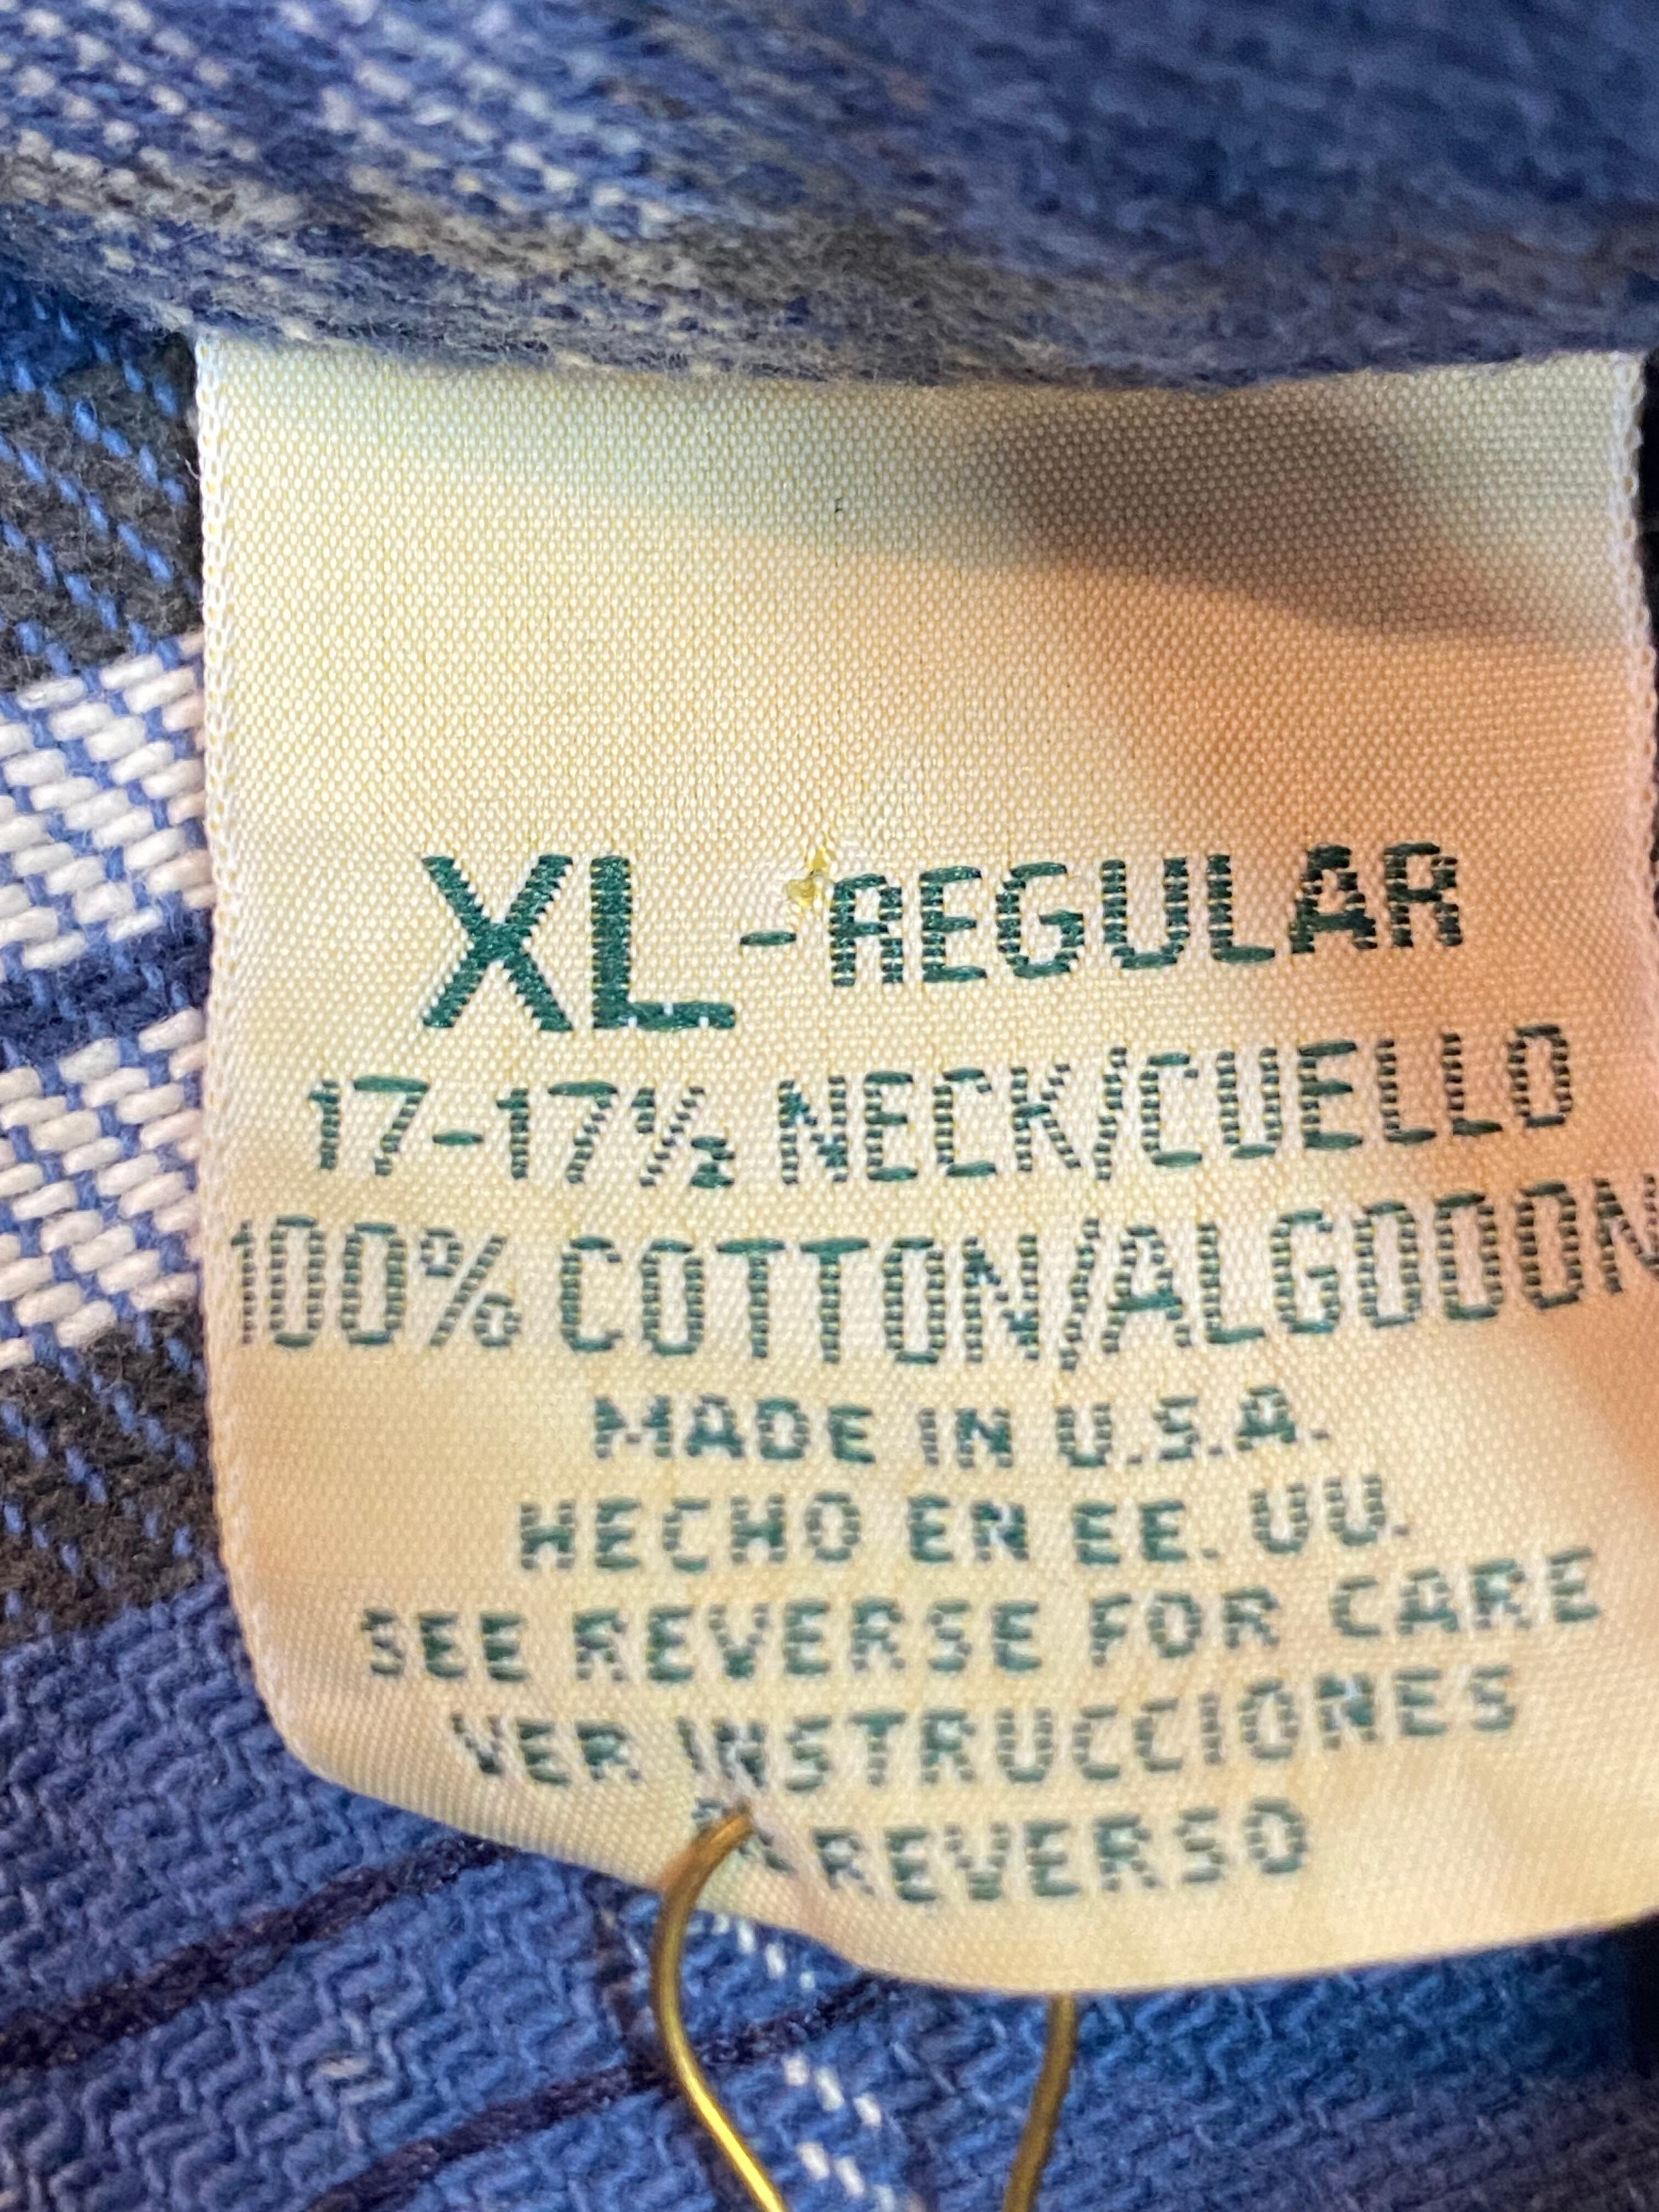 XL-REGULAR
17-17½ NECK/CUELLO
100% COTTON/ALGODON
MADE IN U.S.A.
HECHO EN EE. UU.
SEE REVERSE FOR CARE
VER INSTRUCCIONES
REVERSO